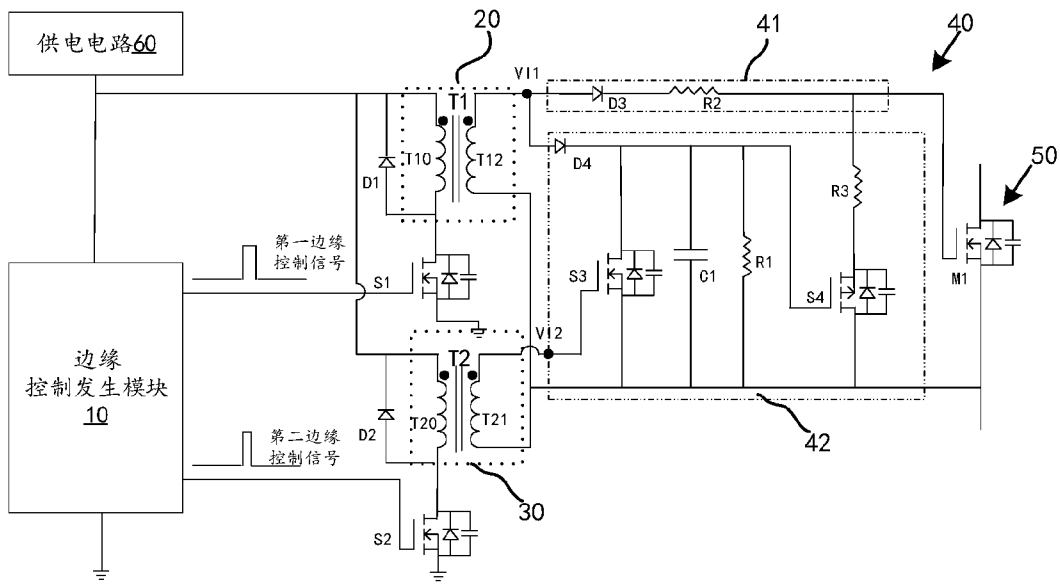 20
41
40
供电电路60
VI1
T1
D3
R2
T10
T12
D4
D1
R3
50
第一边缘
控制信号
S1
S3
C1
R1
S4
M1
VI2
边缘
控制发生模块
10
T2
T20
T21
D2
第二边缘
控制信号
42
30
S2